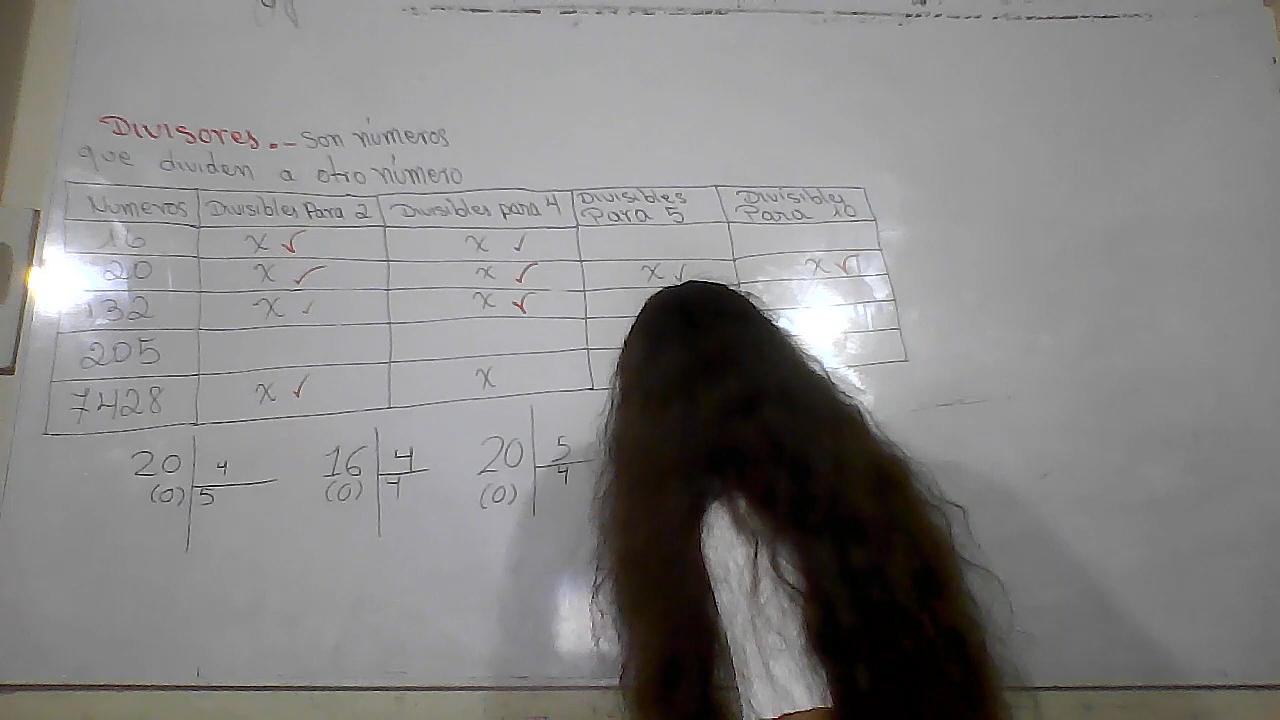 Divisores.- son números
que dividen a otro número
Numeros Divisibles Para 2 Divisibles para 4 Divisibles Para 5 Divisibles Para 10
16 x ✓ x ✓
20 x ✓ x ✓ x ✓ x ✓
132 x ✓ x ✓
205
7428 x ✓ x
20 4 16 4 20 5
(0) 5 (0) 4 (0) 4